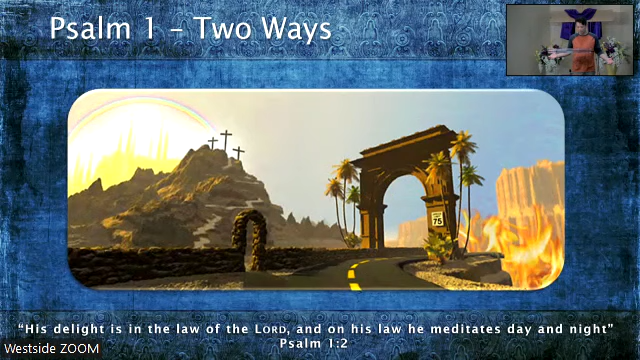 Psalm 1 – Two Ways
75
“His delight is in the law of the LORD, and on his law he meditates day and night”
Psalm 1:2
Westside ZOOM